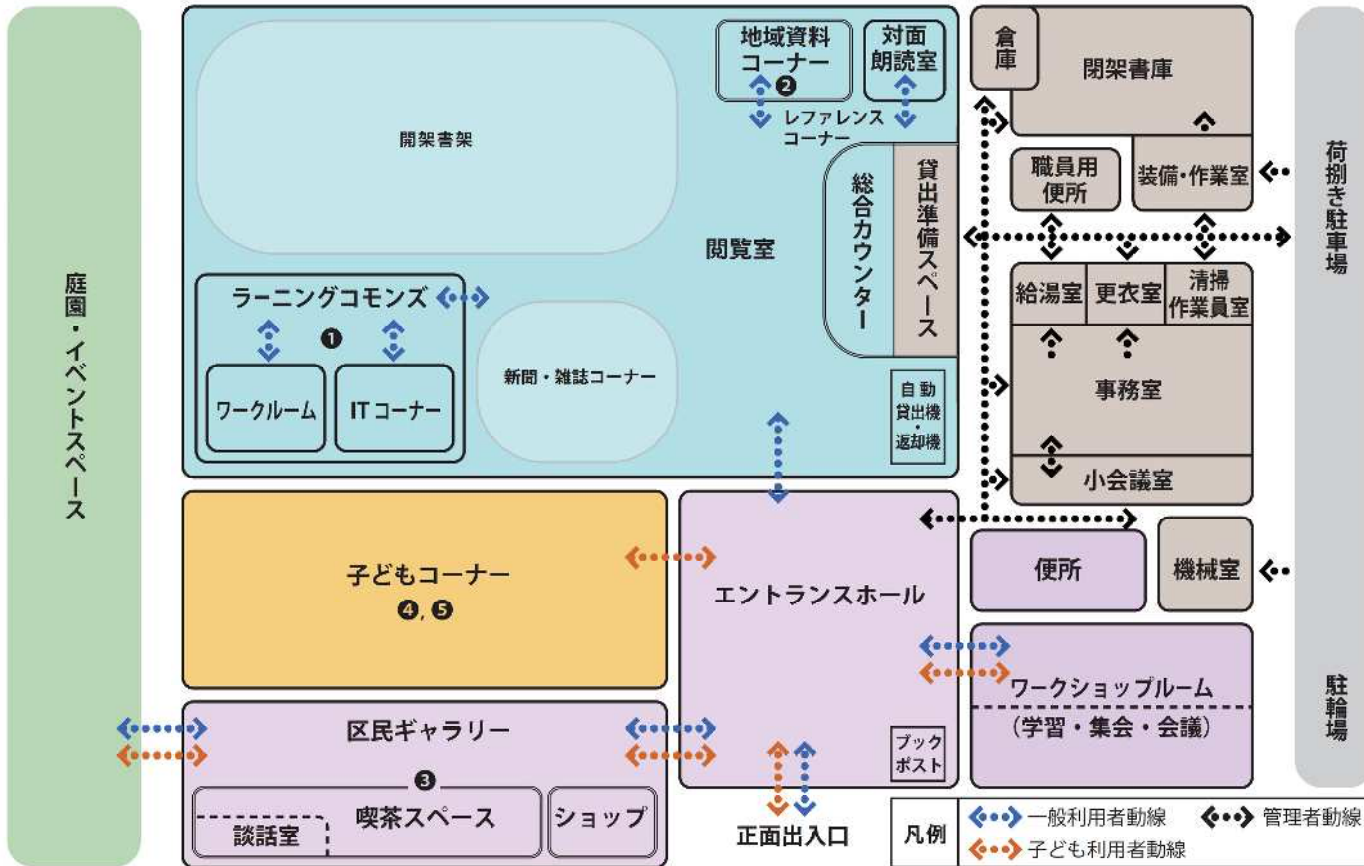 庭園・イベントスペース
開架書架
地域資料
コーナー
❷
対面
朗読室
レファレンス
コーナー
総合カウンター
貸出準備スペース
閲覧室
ラーニングコモンズ
❶
ワークルーム
ITコーナー
新聞・雑誌コーナー
自動
貸出機
・
返却機
倉庫
閉架書庫
職員用
便所
装備・作業室
給湯室
更衣室
清掃
作業員室
事務室
小会議室
荷捌き駐車場
子どもコーナー
❹, ❺
エントランスホール
便所
機械室
ワークショップルーム
(学習・集会・会議)
駐輪場
区民ギャラリー
❸
喫茶スペース
談話室
ショップ
ブック
ポスト
正面出入口
凡例
一般利用者動線
管理者動線
子ども利用者動線